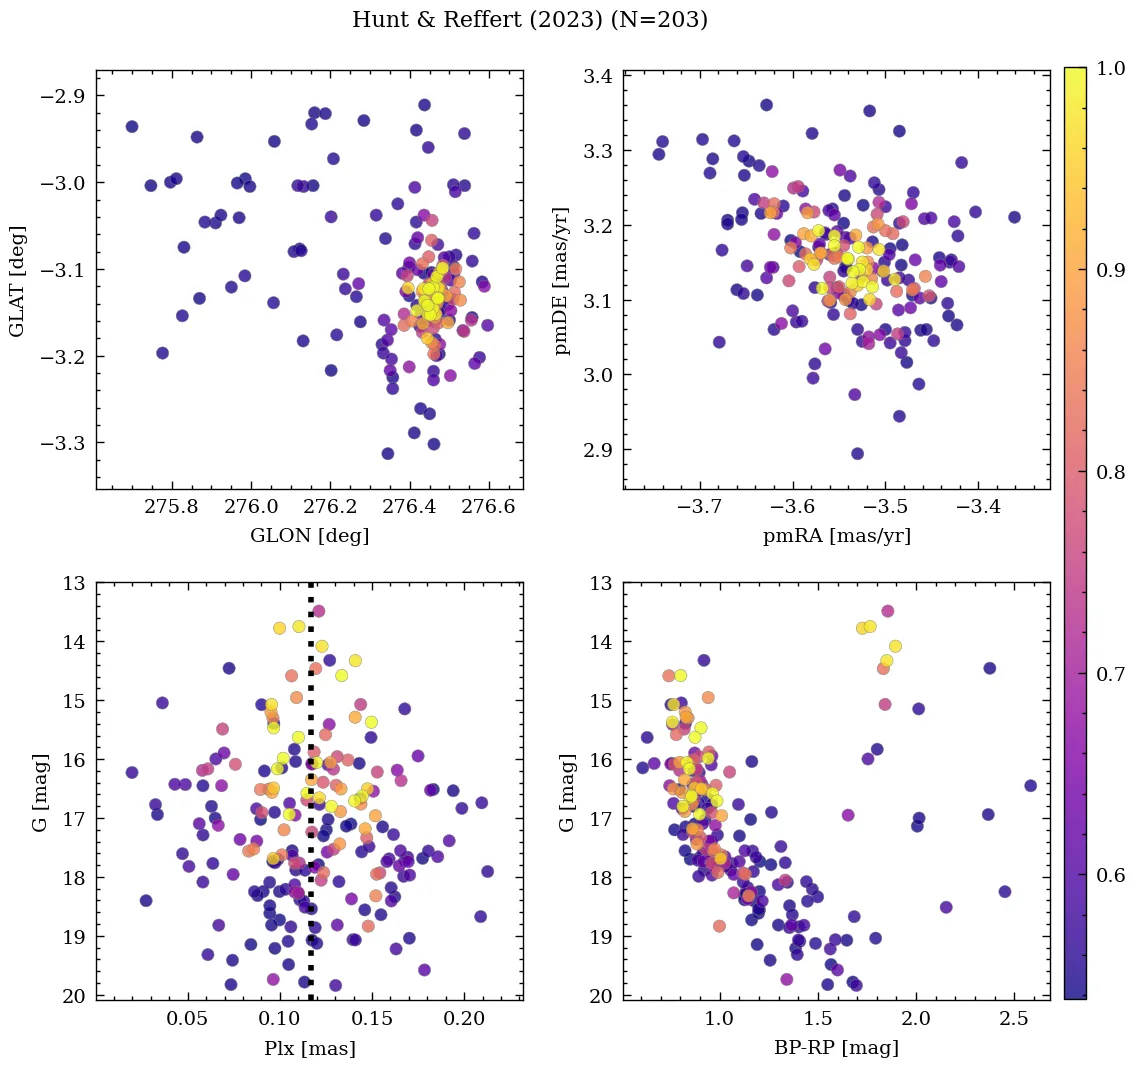 Hunt & Reffert (2023) (N=203)
−2.9
−3.0
−3.1
−3.2
−3.3
GLAT [deg]
275.8 276.0 276.2 276.4 276.6
GLON [deg]
3.4
3.3
3.2
3.1
3.0
2.9
pmDE [mas/yr]
−3.7 −3.6 −3.5 −3.4
pmRA [mas/yr]
1.0
0.9
0.8
0.7
0.6
13
14
15
16
17
18
19
20
G [mag]
0.05 0.10 0.15 0.20
Plx [mas]
13
14
15
16
17
18
19
20
G [mag]
1.0 1.5 2.0 2.5
BP-RP [mag]